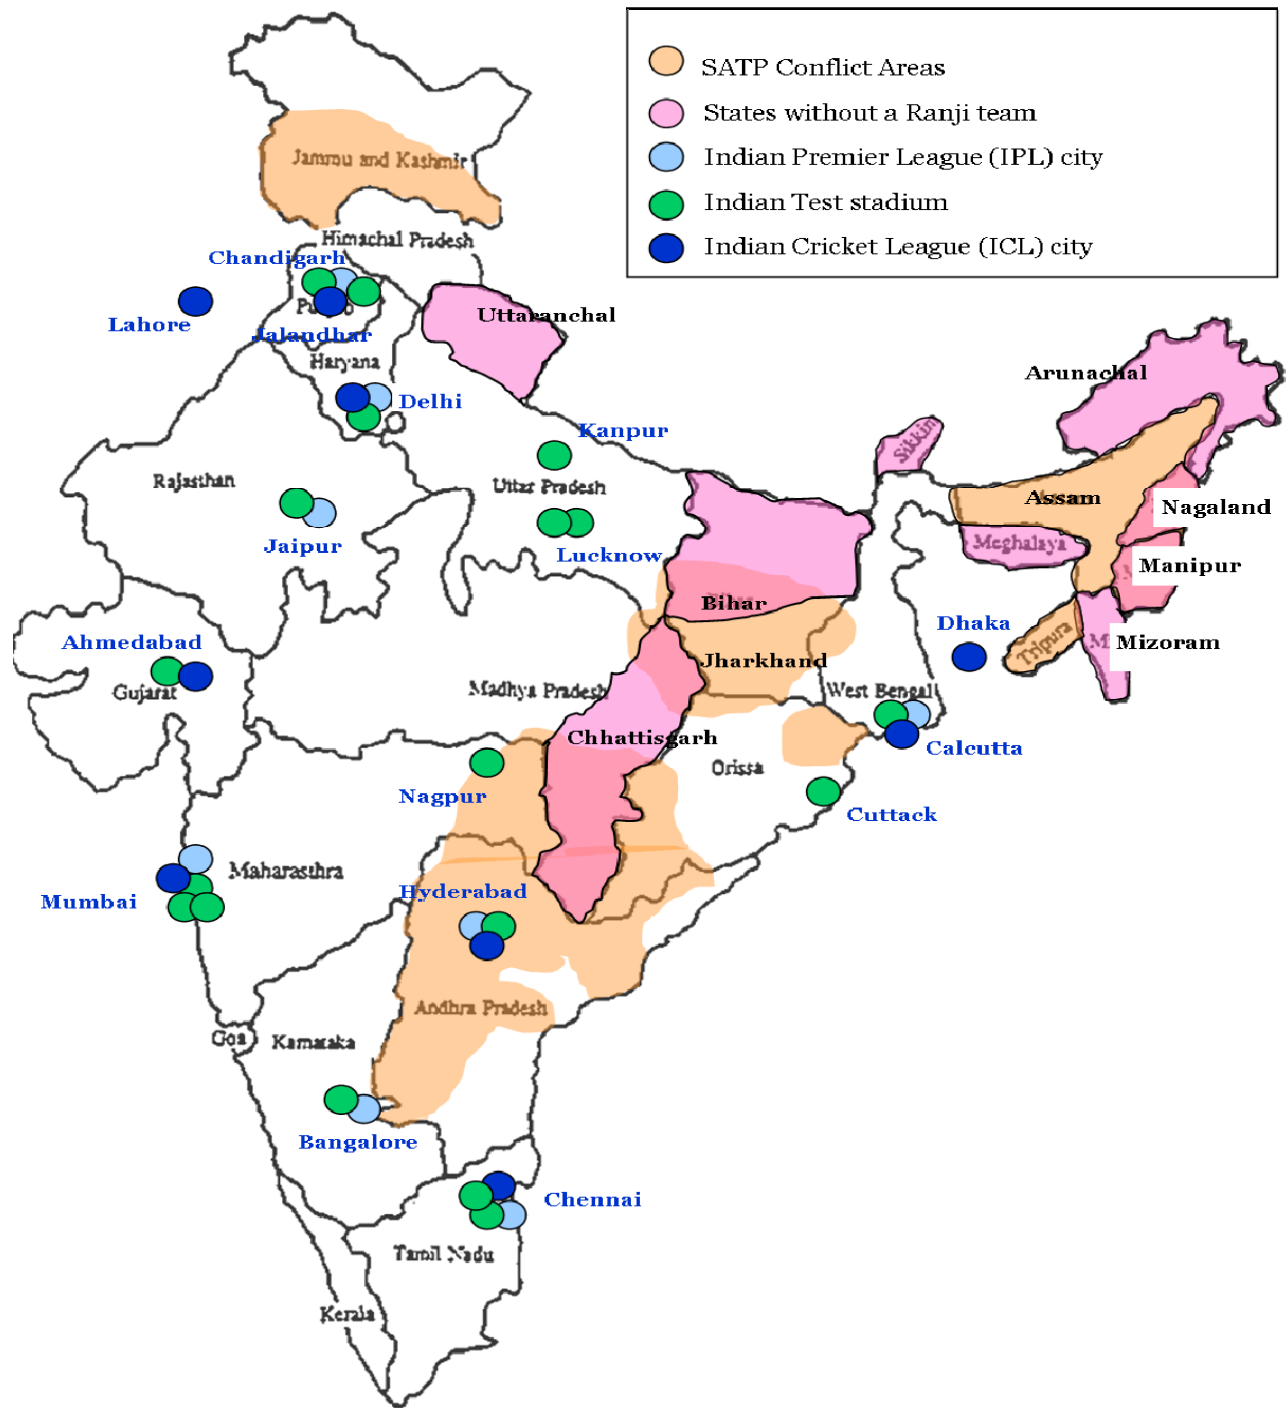 SATP Conflict Areas
States without a Ranji team
Indian Premier League (IPL) city
Indian Test stadium
Indian Cricket League (ICL) city
Jammu and Kashmir
Himachal Pradesh
Chandigarh
Lahore
Jalandhar
Uttaranchal
Haryana
Delhi
Arunachal
Kanpur
Sikkim
Rajasthan
Uttar Pradesh
Assam
Nagaland
Jaipur
Lucknow
Meghalaya
Manipur
Bihar
Dhaka
Ahmedabad
Tripura
Mizoram
Jharkhand
Gujarat
Madhya Pradesh
West Bengal
Chhattisgarh
Calcutta
Orissa
Nagpur
Cuttack
Maharasthra
Hyderabad
Mumbai
Andhra Pradesh
Goa
Karnataka
Bangalore
Chennai
Tamil Nadu
Kerala